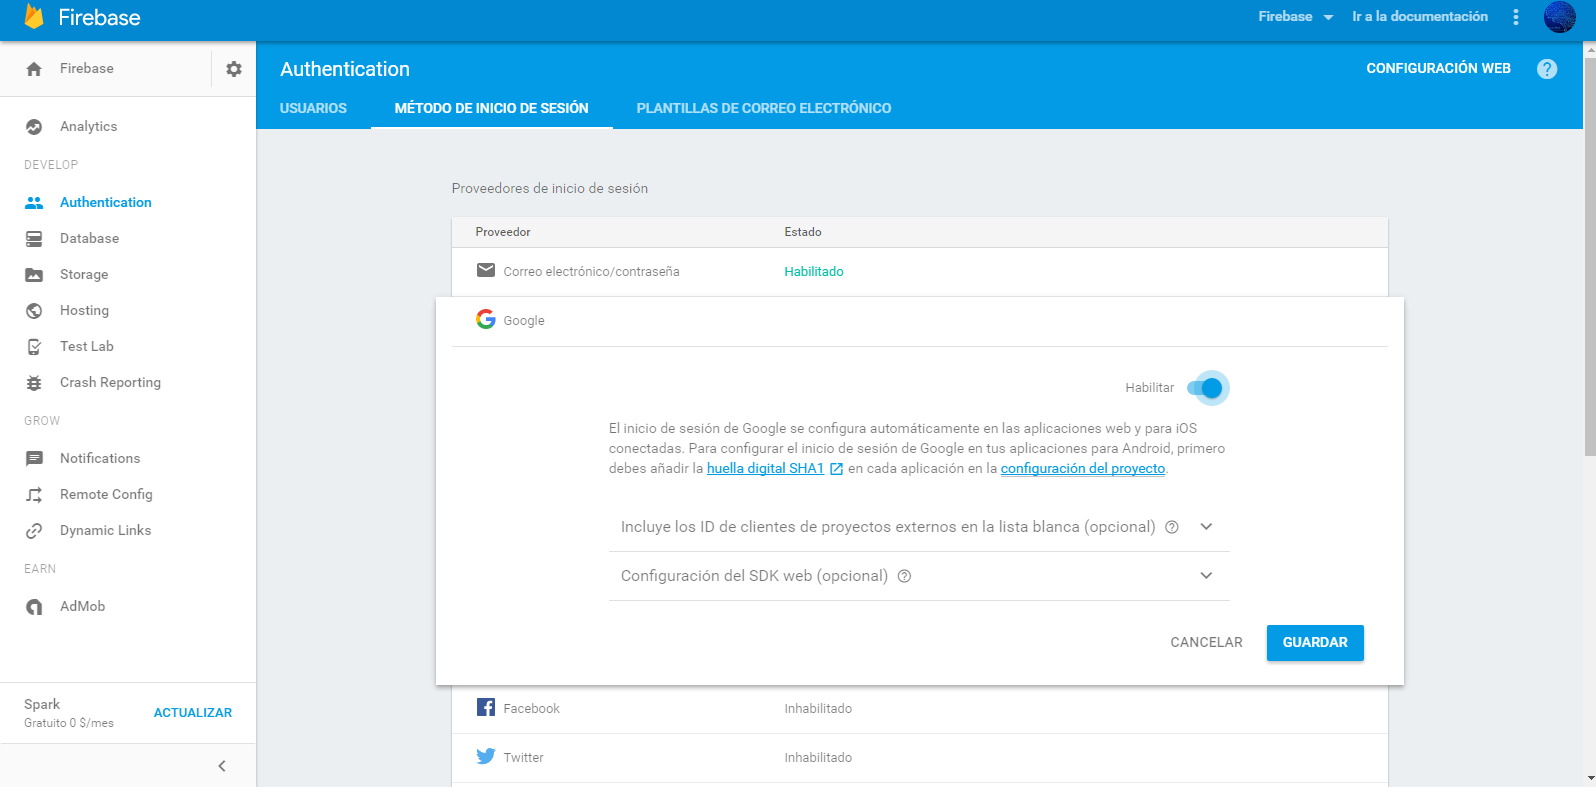 Firebase
Firebase
Ir a la documentación
Firebase
Authentication
CONFIGURACIÓN WEB
?
USUARIOS
MÉTODO DE INICIO DE SESIÓN
PLANTILLAS DE CORREO ELECTRÓNICO
Analytics
DEVELOP
Authentication
Database
Storage
Hosting
Test Lab
Crash Reporting
GROW
Notifications
Remote Config
Dynamic Links
EARN
AdMob
Spark
Gratuito 0 $/mes
ACTUALIZAR
Proveedores de inicio de sesión
Proveedor
Estado
Correo electrónico/contraseña
Habilitado
Google
Habilitar
El inicio de sesión de Google se configura automáticamente en las aplicaciones web y para iOS
conectadas. Para configurar el inicio de sesión de Google en tus aplicaciones para Android, primero
debes añadir la huella digital SHA1 en cada aplicación en la configuración del proyecto.
Incluye los ID de clientes de proyectos externos en la lista blanca (opcional) ?
Configuración del SDK web (opcional) ?
CANCELAR
GUARDAR
Facebook
Inhabilitado
Twitter
Inhabilitado